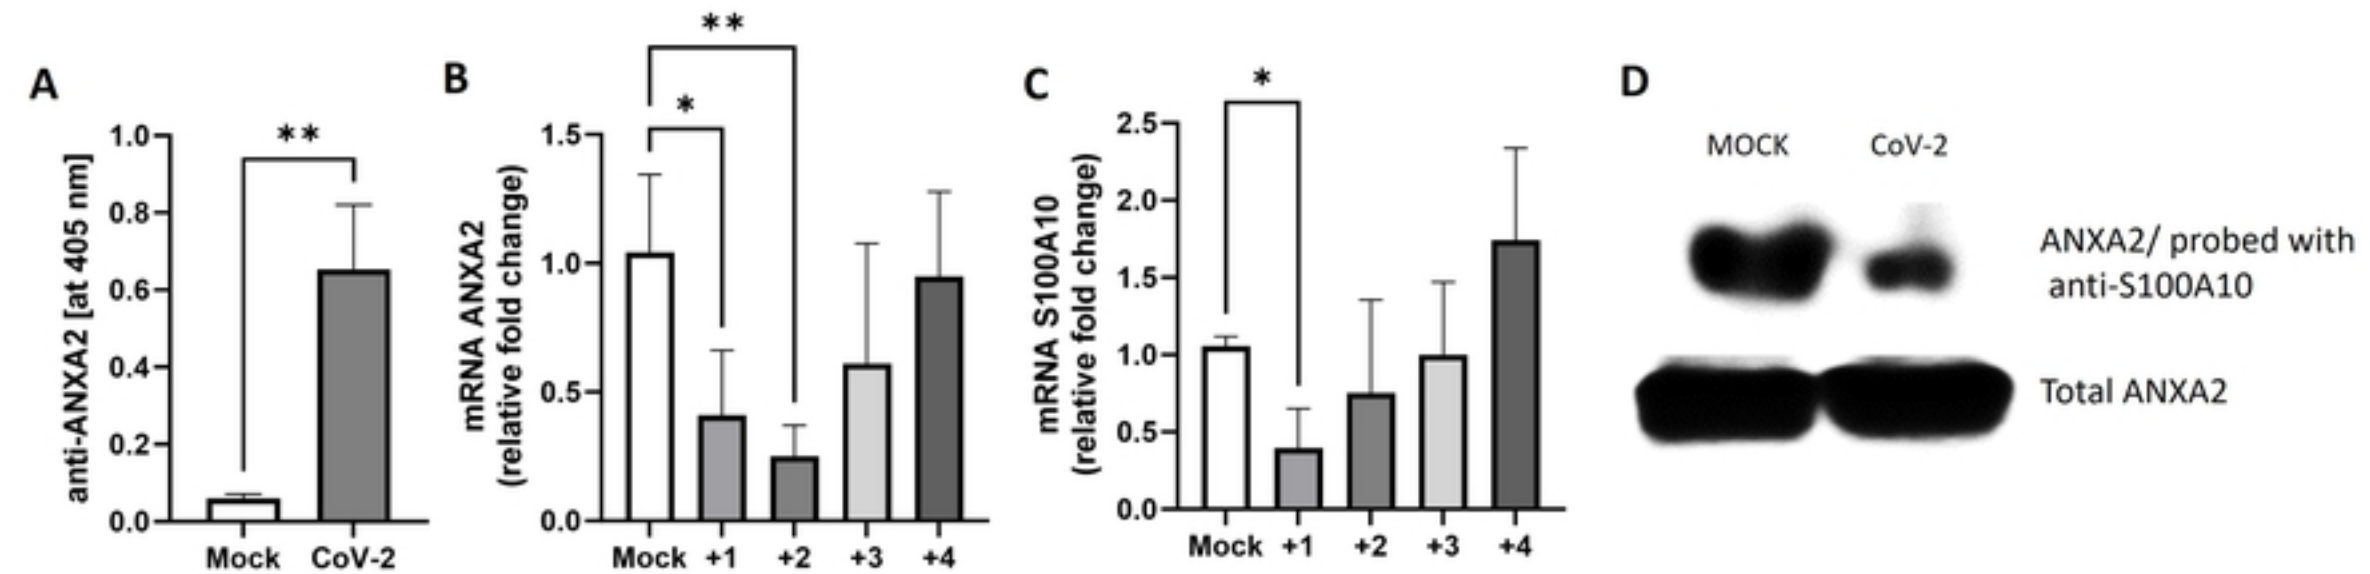 A
anti-ANXA2 [at 405 nm]
1.0
0.8
0.6
0.4
0.2
0.0
**
Mock CoV-2
B
mRNA ANXA2
(relative fold change)
1.5
1.0
0.5
0.0
**
*
Mock +1 +2 +3 +4
C
mRNA S100A10
(relative fold change)
2.5
2.0
1.5
1.0
0.5
0.0
*
Mock +1 +2 +3 +4
D
MOCK CoV-2
ANXA2/ probed with
anti-S100A10
Total ANXA2